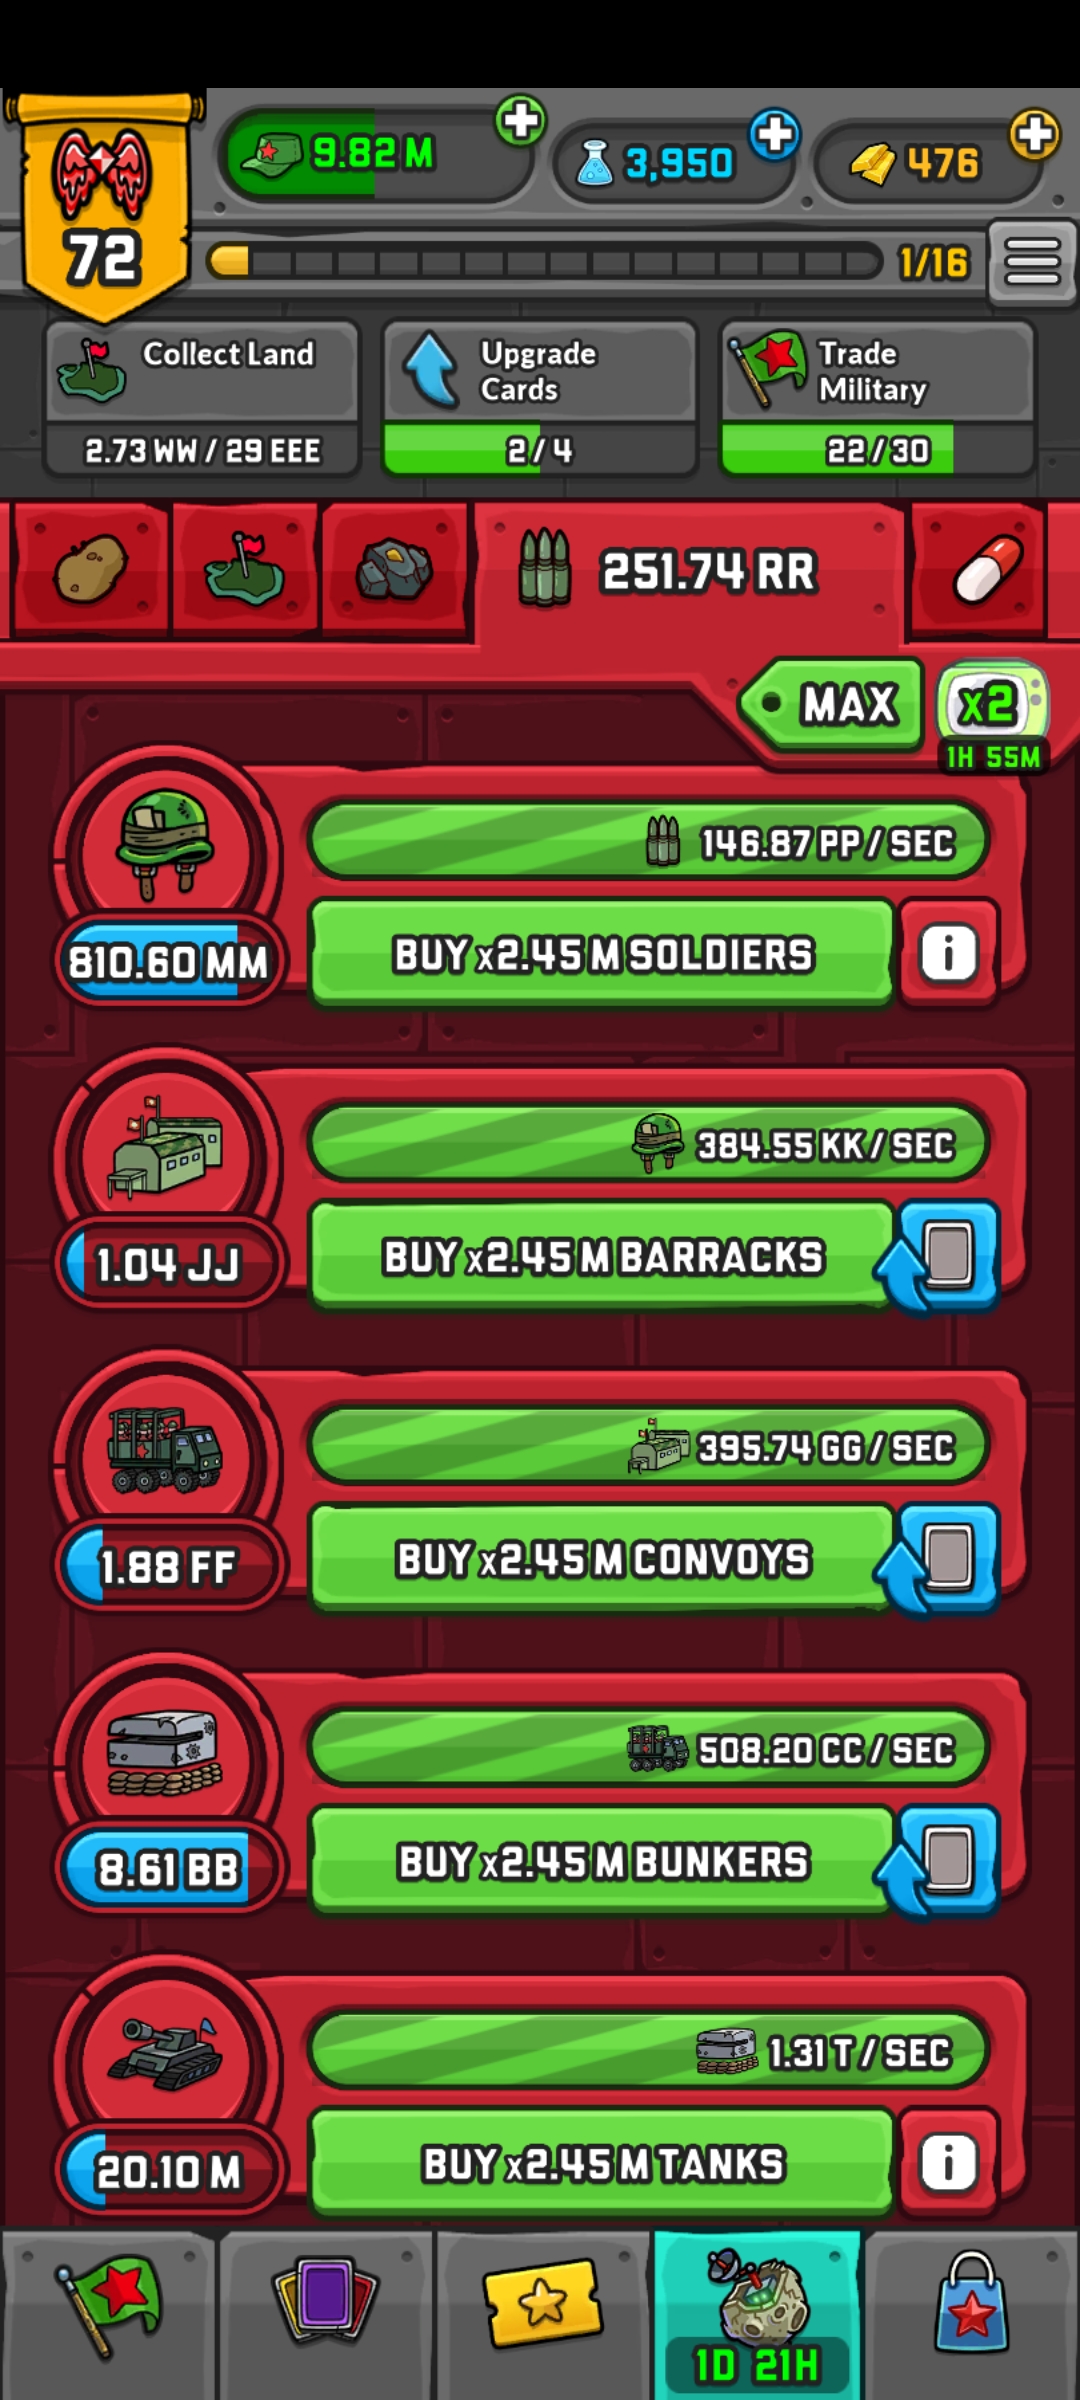 9.82 M
3,950
476
72
1/16
Collect Land
2.73 WW / 29 EEE
Upgrade
Cards
2 / 4
Trade
Military
22 / 30
251.74 RR
MAX
x2
1H 55M
146.87 PP / SEC
810.60 MM
BUY x2.45 M SOLDIERS
i
384.55 KK / SEC
1.04 JJ
BUY x2.45 M BARRACKS
395.74 GG / SEC
1.88 FF
BUY x2.45 M CONVOYS
508.20 CC / SEC
8.61 BB
BUY x2.45 M BUNKERS
1.31 T / SEC
20.10 M
BUY x2.45 M TANKS
i
1D 21H